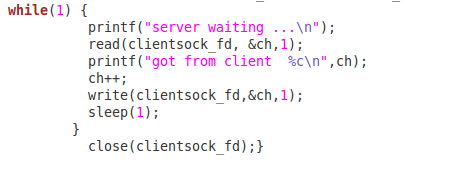 while(1) {
printf("server waiting ...\n");
read(clientsock_fd, &ch,1);
printf("got from client  %c\n",ch);
ch++;
write(clientsock_fd,&ch,1);
sleep(1);
}
close(clientsock_fd);}